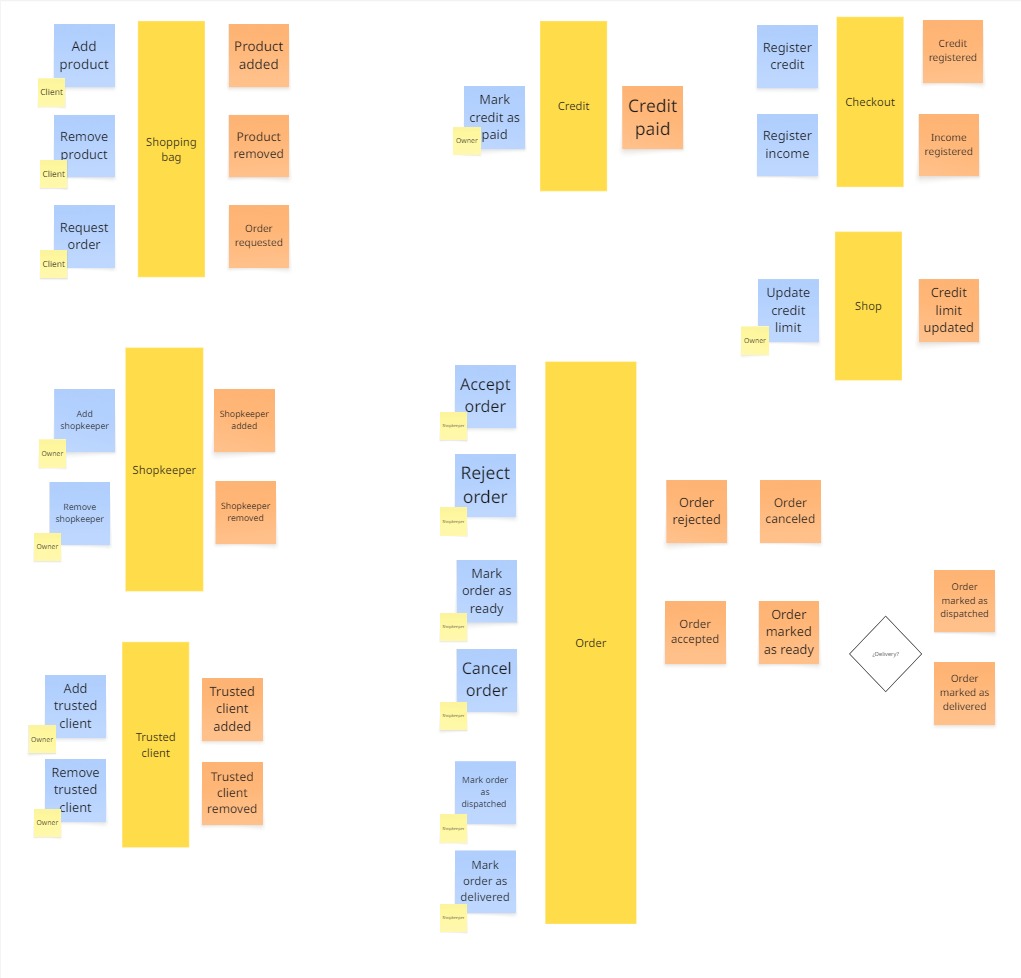 Add
product
Client
Product
added
Remove
product
Client
Shopping
bag
Product
removed
Request
order
Client
Order
requested
Mark
credit as
paid
Owner
Credit
Credit
paid
Register
credit
Checkout
Credit
registered
Register
income
Income
registered
Update
credit
limit
Owner
Shop
Credit
limit
updated
Add
shopkeeper
Owner
Shopkeeper
Shopkeeper
added
Remove
shopkeeper
Owner
Shopkeeper
removed
Add
trusted
client
Owner
Trusted
client
Trusted
client
added
Remove
trusted
client
Owner
Trusted
client
removed
Accept
order
Shopkeeper
Reject
order
Shopkeeper
Mark
order as
ready
Shopkeeper
Cancel
order
Shopkeeper
Mark order
as
dispatched
Shopkeeper
Mark
order as
delivered
Shopkeeper
Order
Order
rejected
Order
canceled
Order
accepted
Order
marked
as ready
¿Delivery?
Order
marked as
dispatched
Order
marked as
delivered